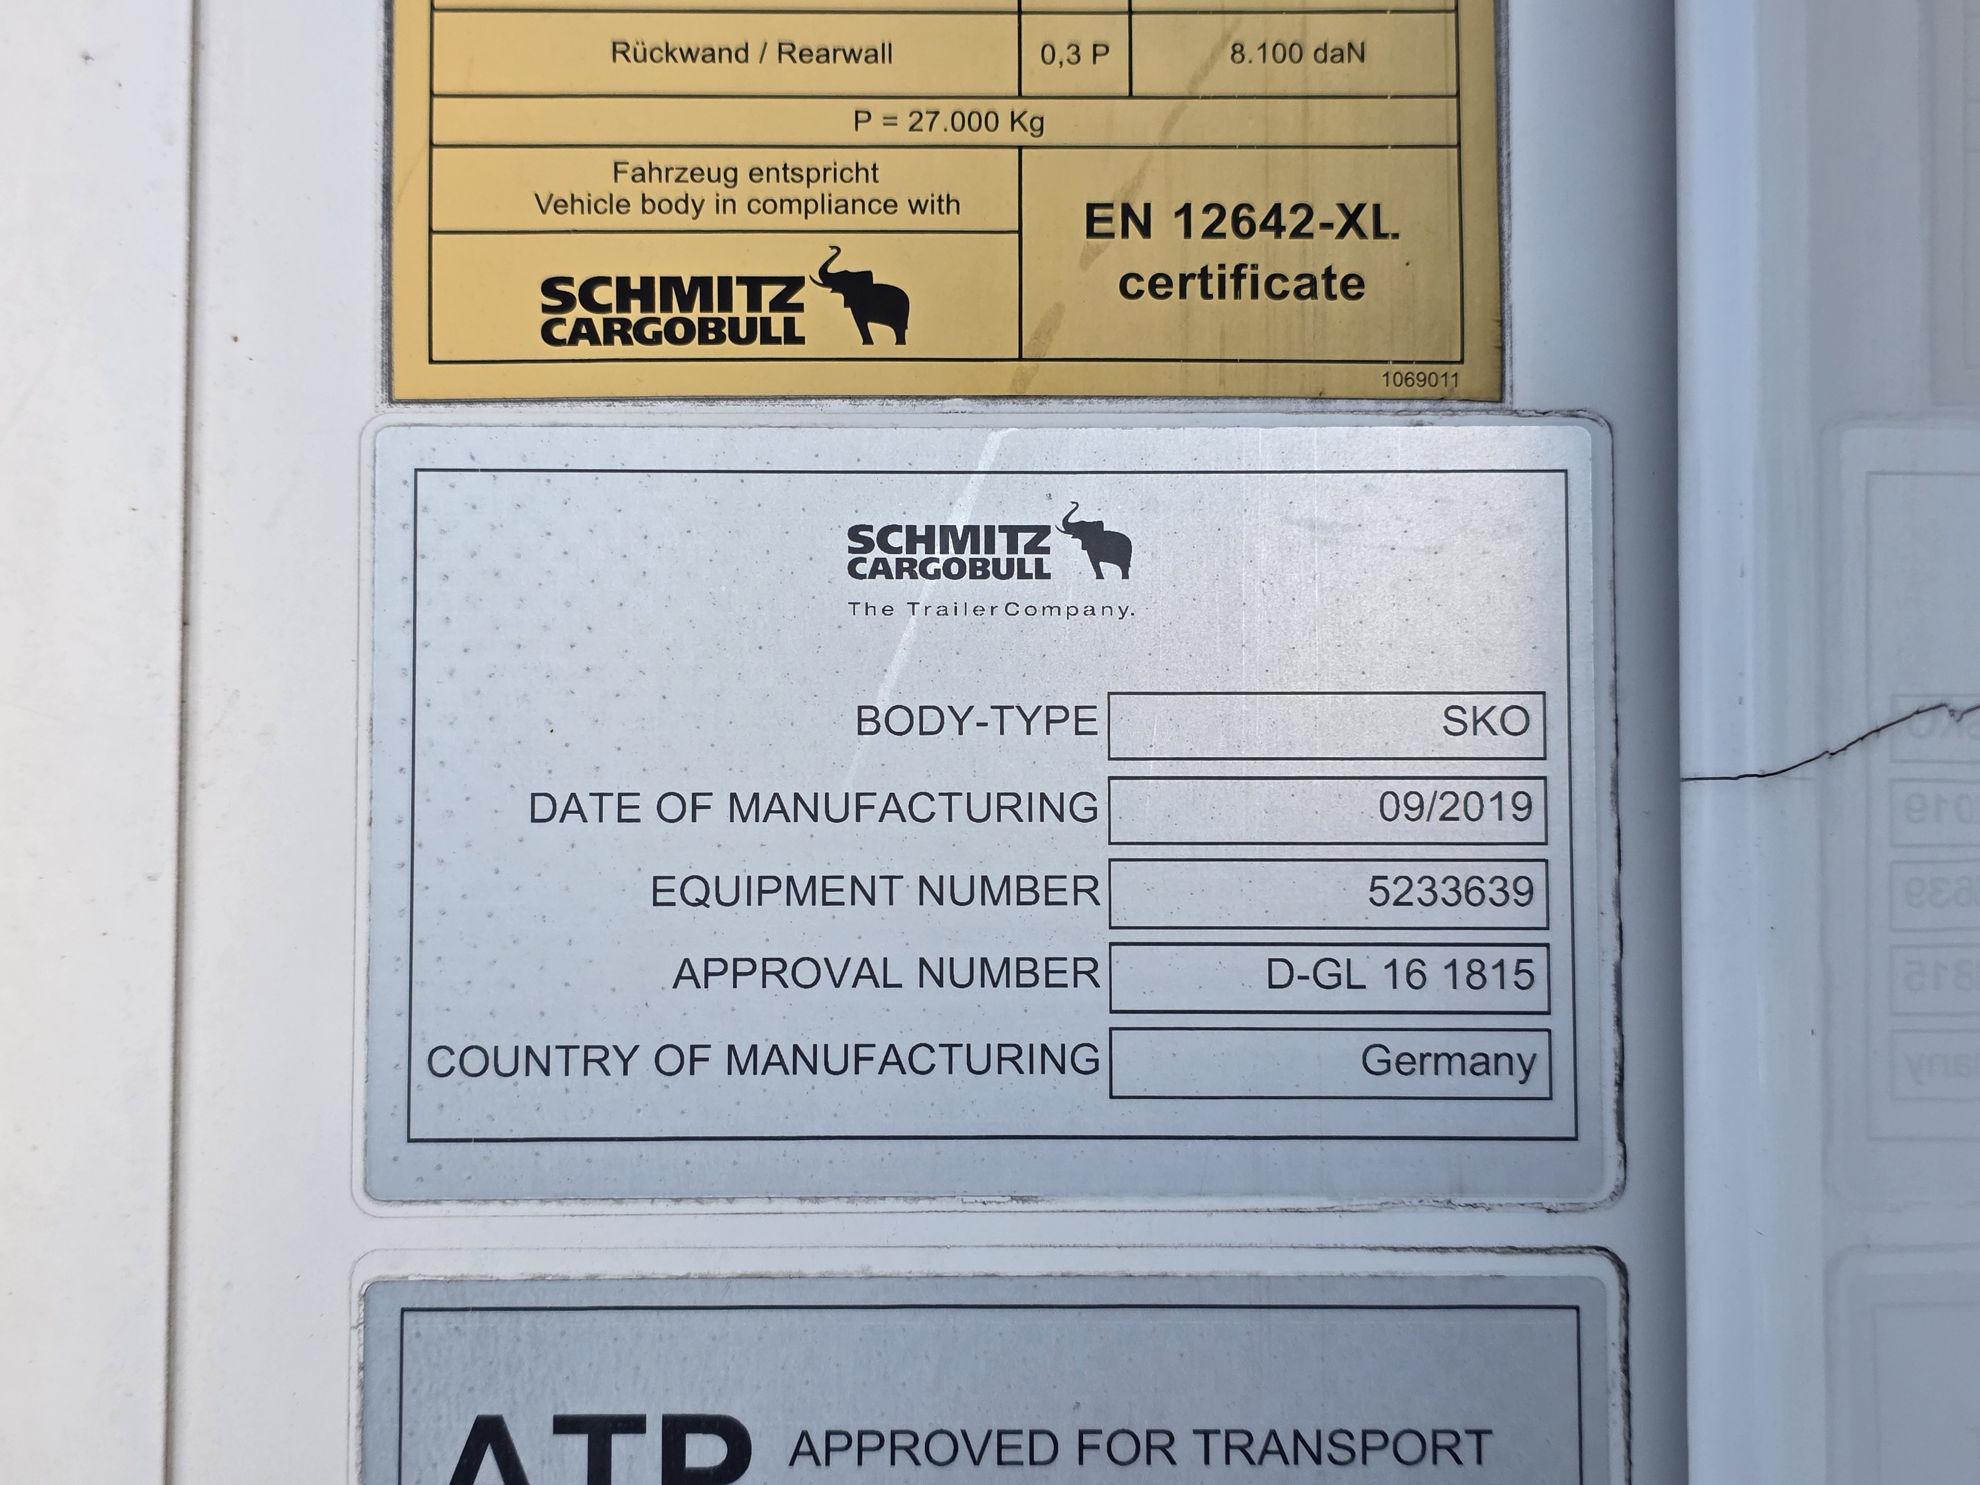 Rückwand / Rearwall 0,3 P 8.100 daN
P = 27.000 Kg
Fahrzeug entspricht
Vehicle body in compliance with
SCHMITZ
CARGOBULL
EN 12642-XL.
certificate
1069011
SCHMITZ
CARGOBULL
The TrailerCompany.
BODY-TYPE SKO
DATE OF MANUFACTURING 09/2019
EQUIPMENT NUMBER 5233639
APPROVAL NUMBER D-GL 16 1815
COUNTRY OF MANUFACTURING Germany
ATP APPROVED FOR TRANSPORT